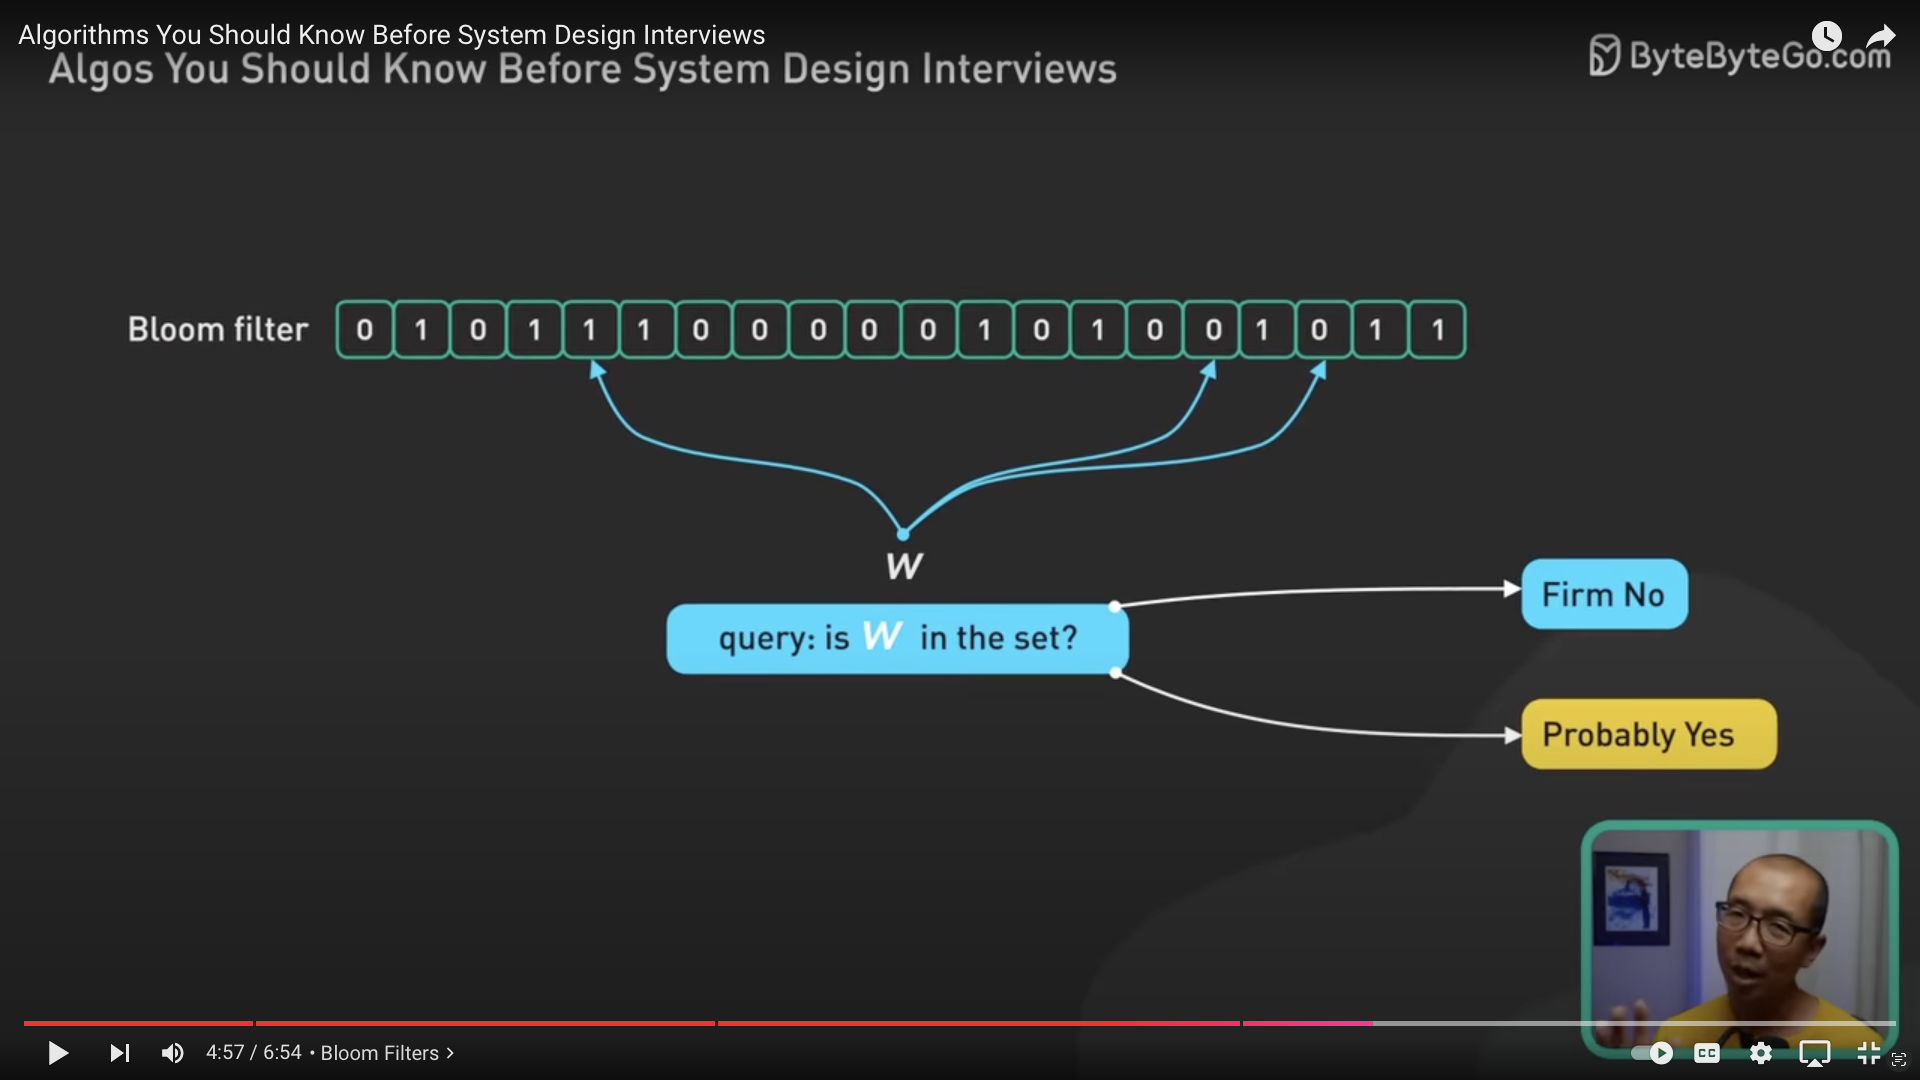 Algorithms You Should Know Before System Design Interviews
Algos You Should Know Before System Design Interviews
ByteByteGo.com
Bloom filter 0 1 0 1 1 1 0 0 0 0 0 1 0 1 0 0 1 0 1 1
W
query: is W in the set?
Firm No
Probably Yes
4:57 / 6:54 • Bloom Filters >
CC